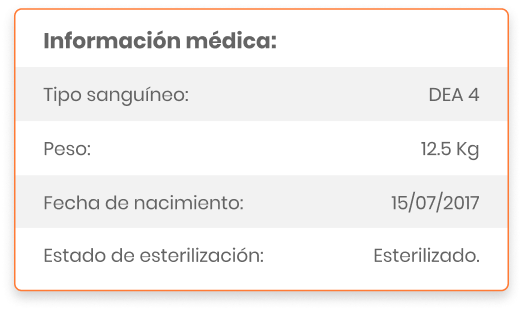 Información médica:
Tipo sanguíneo: DEA 4
Peso: 12.5 Kg
Fecha de nacimiento: 15/07/2017
Estado de esterilización: Esterilizado.